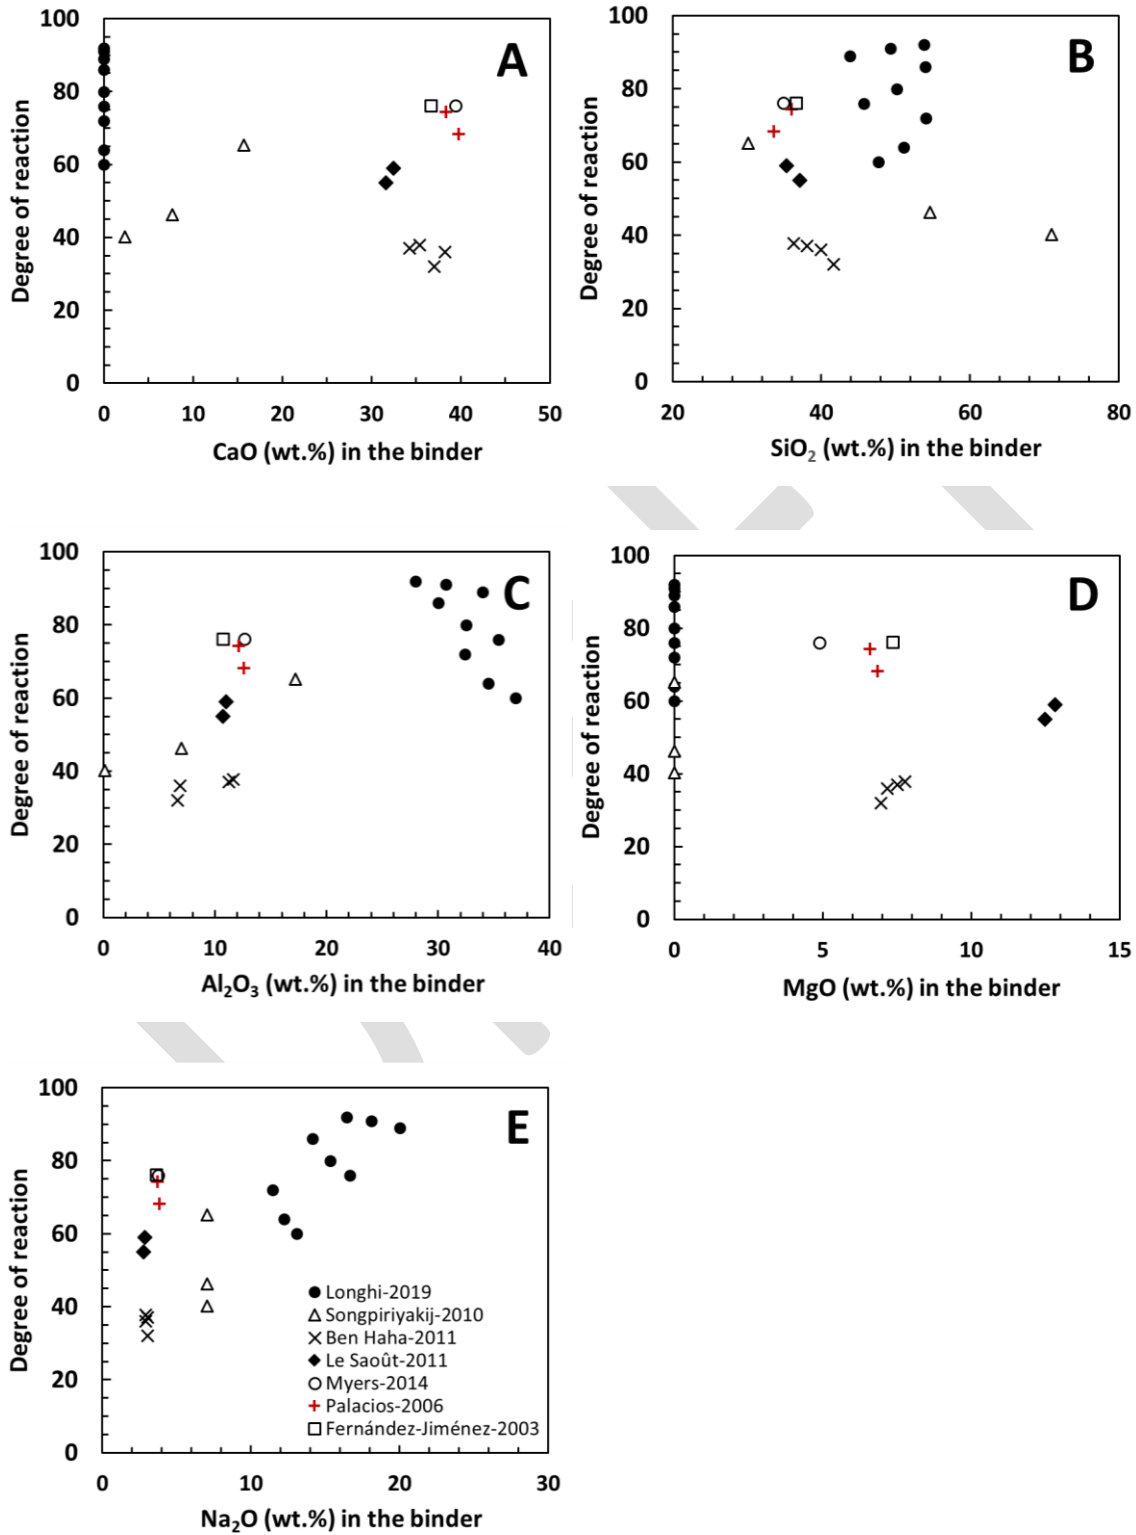 A
Degree of reaction
100
80
60
40
20
0
0 10 20 30 40 50
CaO (wt.%) in the binder
B
Degree of reaction
100
80
60
40
20
0
20 40 60 80
SiO₂ (wt.%) in the binder
C
Degree of reaction
100
80
60
40
20
0
0 10 20 30 40
Al₂O₃ (wt.%) in the binder
D
Degree of reaction
100
80
60
40
20
0
0 5 10 15
MgO (wt.%) in the binder
E
Degree of reaction
100
80
60
40
20
0
Longhi-2019
Songpiriyakij-2010
Ben Haha-2011
Le Saoût-2011
Myers-2014
Palacios-2006
Fernández-Jiménez-2003
0 10 20 30
Na₂O (wt.%) in the binder